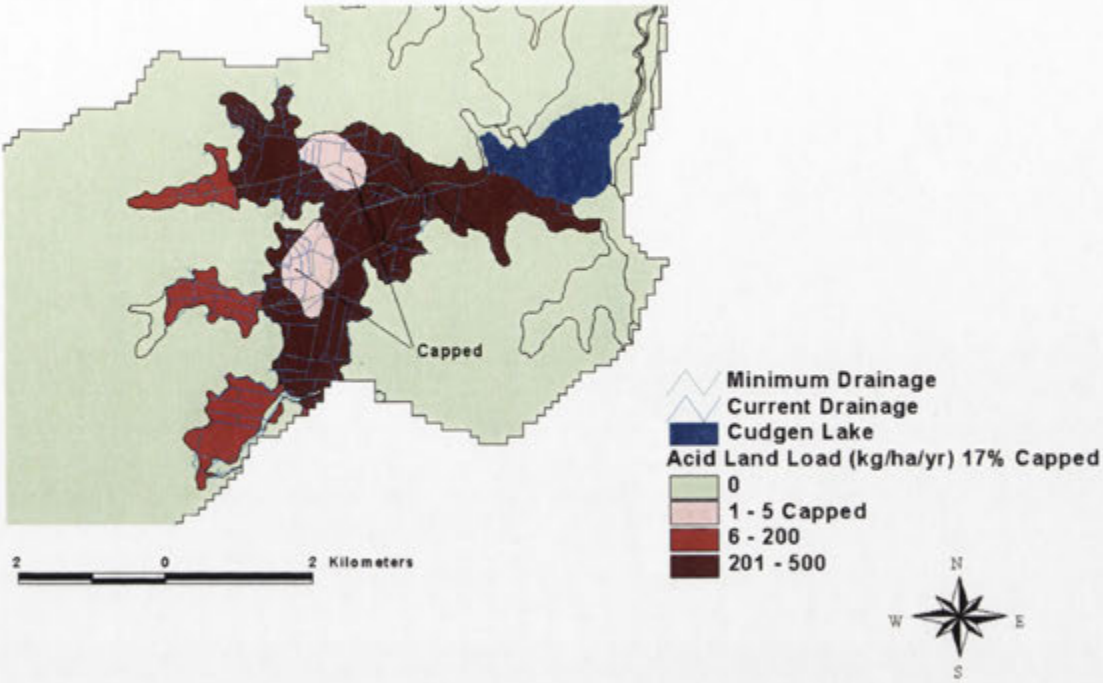 Capped
Minimum Drainage
Current Drainage
Cudgen Lake
Acid Land Load (kg/ha/yr) 17% Capped
0
1 - 5 Capped
6 - 200
201 - 500
2 0 2 Kilometers
N
W E
S